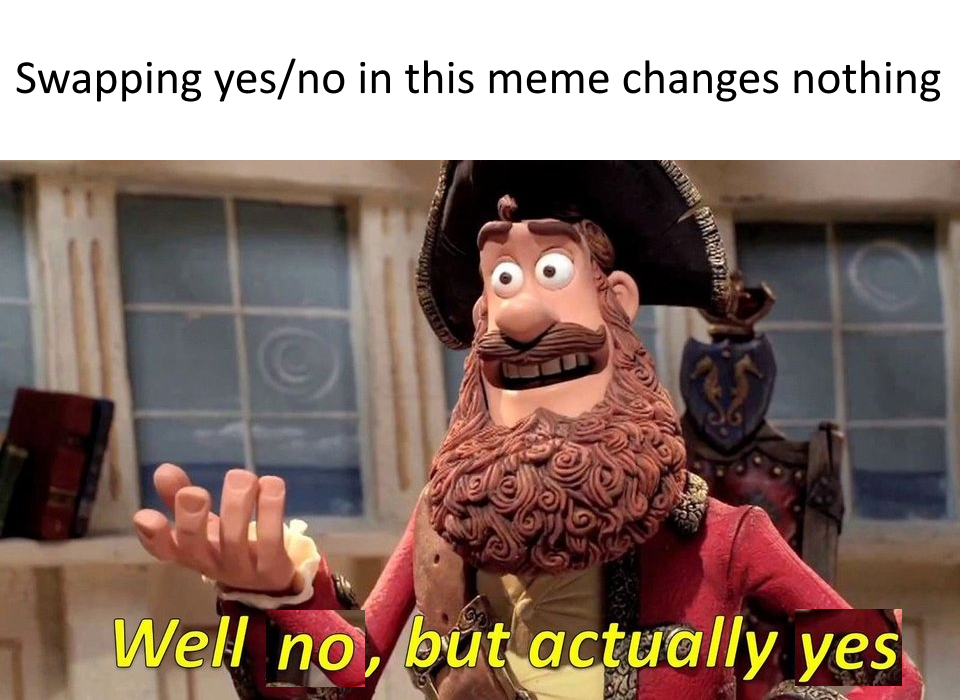 Swapping yes/no in this meme changes nothing
Well no, but actually yes